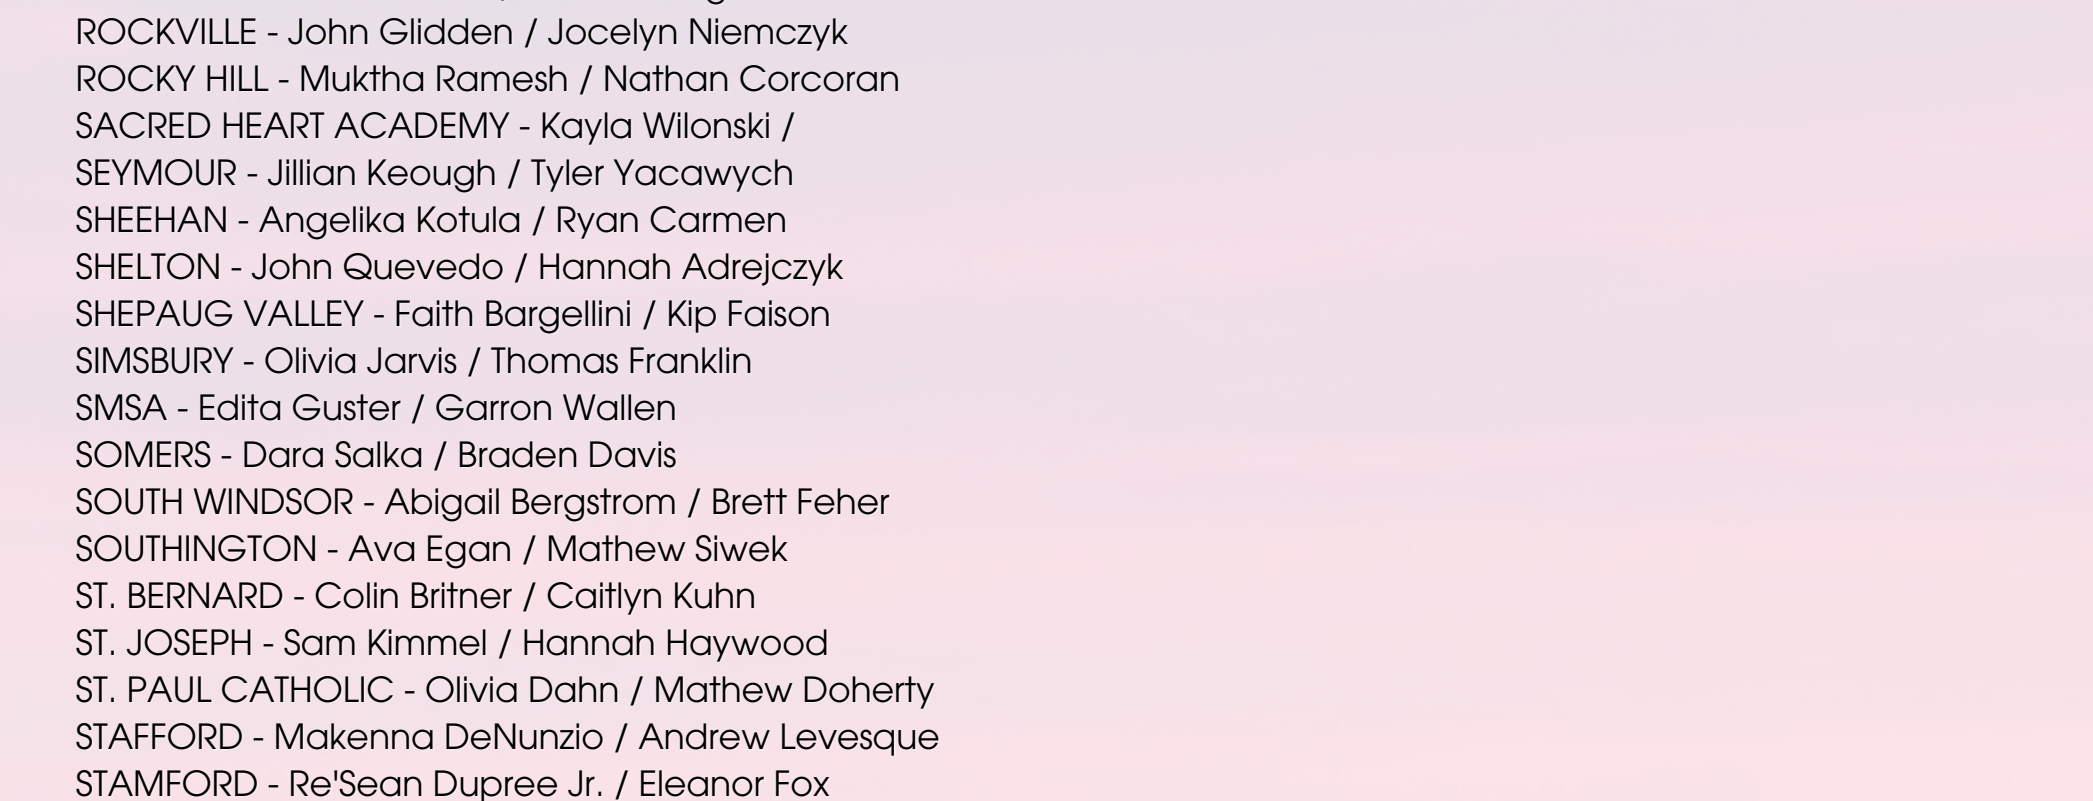 ROCKVILLE - John Glidden / Jocelyn Niemczyk
ROCKY HILL - Muktha Ramesh / Nathan Corcoran
SACRED HEART ACADEMY - Kayla Wilonski /
SEYMOUR - Jillian Keough / Tyler Yacawych
SHEEHAN - Angelika Kotula / Ryan Carmen
SHELTON - John Quevedo / Hannah Adrejczyk
SHEPAUG VALLEY - Faith Bargellini / Kip Faison
SIMSBURY - Olivia Jarvis / Thomas Franklin
SMSA - Edita Guster / Garron Wallen
SOMERS - Dara Salka / Braden Davis
SOUTH WINDSOR - Abigail Bergstrom / Brett Feher
SOUTHINGTON - Ava Egan / Mathew Siwek
ST. BERNARD - Colin Britner / Caitlyn Kuhn
ST. JOSEPH - Sam Kimmel / Hannah Haywood
ST. PAUL CATHOLIC - Olivia Dahn / Mathew Doherty
STAFFORD - Makenna DeNunzio / Andrew Levesque
STAMFORD - Re'Sean Dupree Jr. / Eleanor Fox